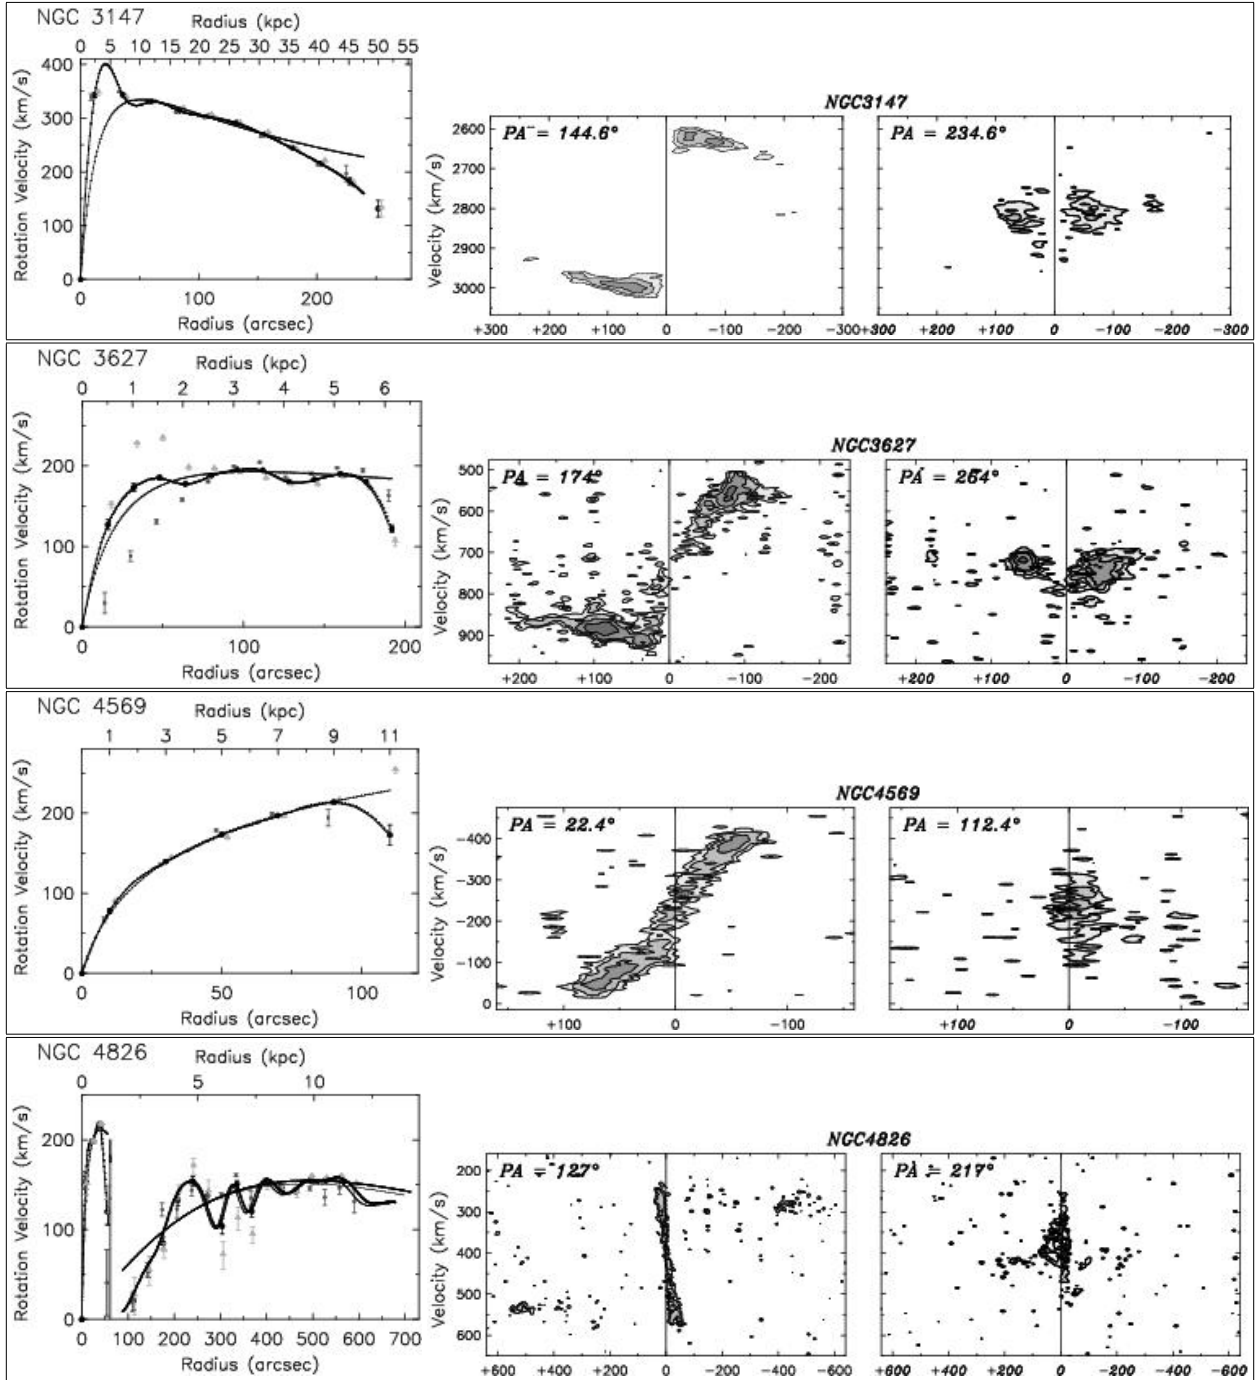 NGC 3147
Radius (kpc)
0 5 10 15 20 25 30 35 40 45 50 55
Rotation Velocity (km/s)
400
300
200
100
0
0 100 200
Radius (arcsec)
NGC3147
PA = 144.6°
PA = 234.6°
Velocity (km/s)
2600
2700
2800
2900
3000
+300 +200 +100 0 -100 -200 -300
+300 +200 +100 0 -100 -200 -300
NGC 3627
Radius (kpc)
0 1 2 3 4 5 6
Rotation Velocity (km/s)
200
100
0
0 100 200
Radius (arcsec)
NGC3627
PA = 174°
PA = 264°
Velocity (km/s)
500
600
700
800
900
+200 +100 0 -100 -200
+200 +100 0 -100 -200
NGC 4569
Radius (kpc)
1 3 5 7 9 11
Rotation Velocity (km/s)
200
100
0
0 50 100
Radius (arcsec)
NGC4569
PA = 22.4°
PA = 112.4°
Velocity (km/s)
-400
-300
-200
-100
0
+100 0 -100
+100 0 -100
NGC 4826
Radius (kpc)
0 5 10
Rotation Velocity (km/s)
200
100
0
0 100 200 300 400 500 600 700
Radius (arcsec)
NGC4826
PA = 127°
PA = 217°
Velocity (km/s)
200
300
400
500
600
+600 +400 +200 0 -200 -400 -600
+600 +400 +200 0 -200 -400 -600